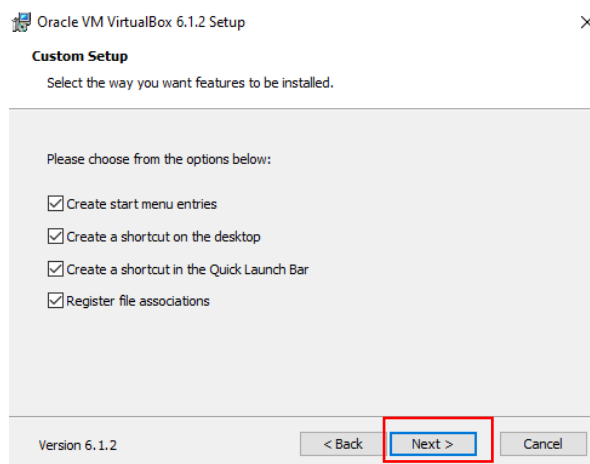 Oracle VM VirtualBox 6.1.2 Setup
Custom Setup
Select the way you want features to be installed.
Please choose from the options below:
Create start menu entries
Create a shortcut on the desktop
Create a shortcut in the Quick Launch Bar
Register file associations
Version 6.1.2 < Back Next > Cancel